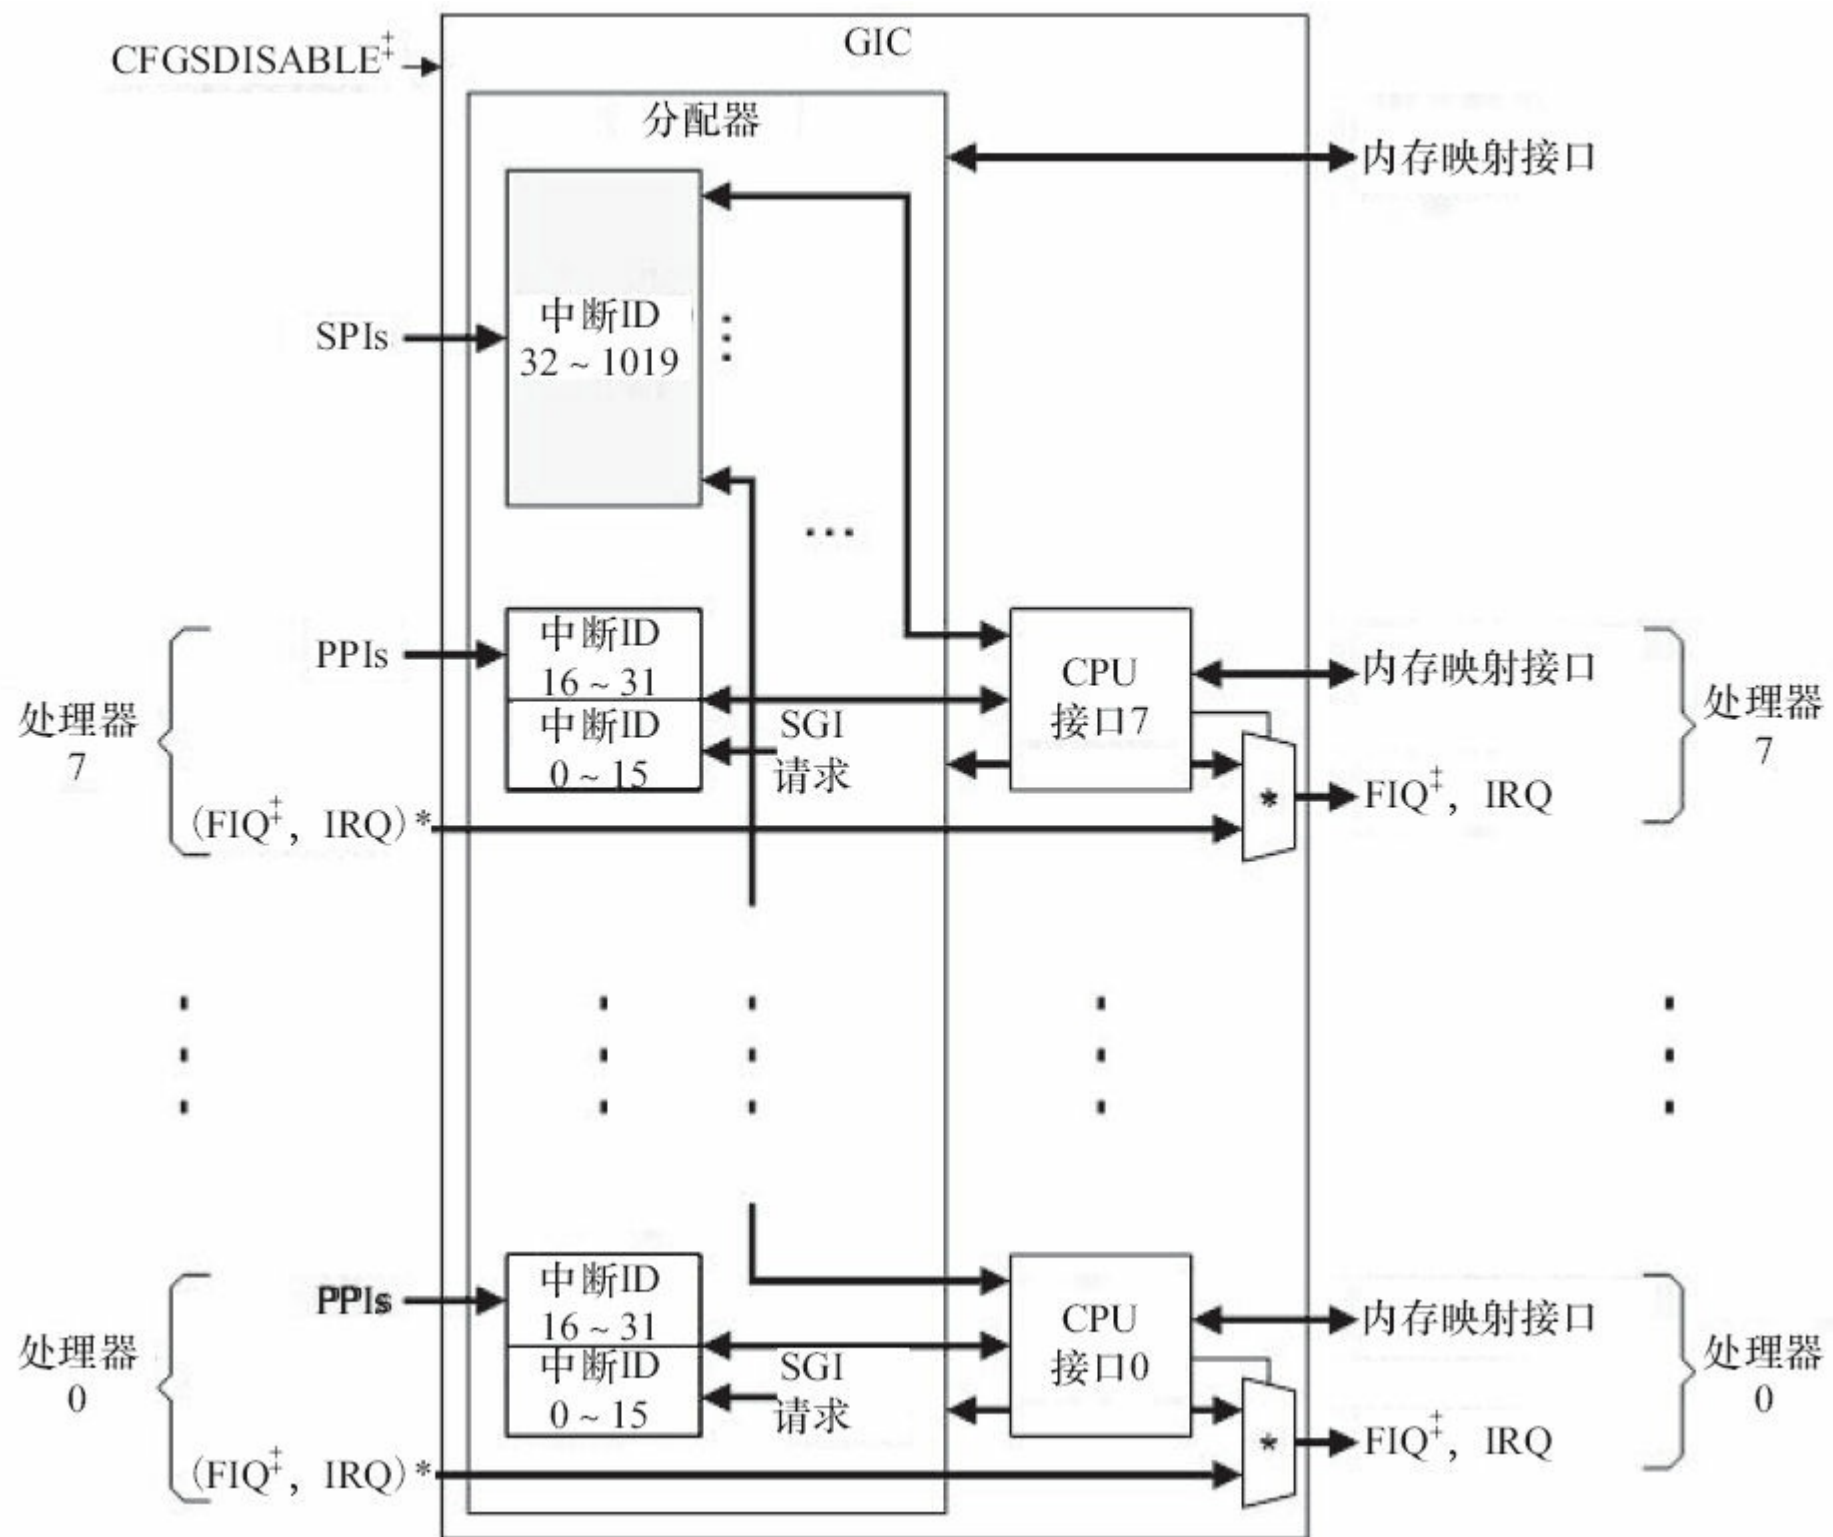 CFGSDISABLE‡
GIC
分配器
内存映射接口
SPIs
中断ID
32~1019
...
处理器
7
PPIs
中断ID
16~31
中断ID
0~15
SGI
请求
CPU
接口7
内存映射接口
FIQ‡，IRQ
*
(FIQ‡，IRQ)*
处理器
7
处理器
0
PPIs
中断ID
16~31
中断ID
0~15
SGI
请求
CPU
接口0
内存映射接口
FIQ‡，IRQ
*
(FIQ‡，IRQ)*
处理器
0